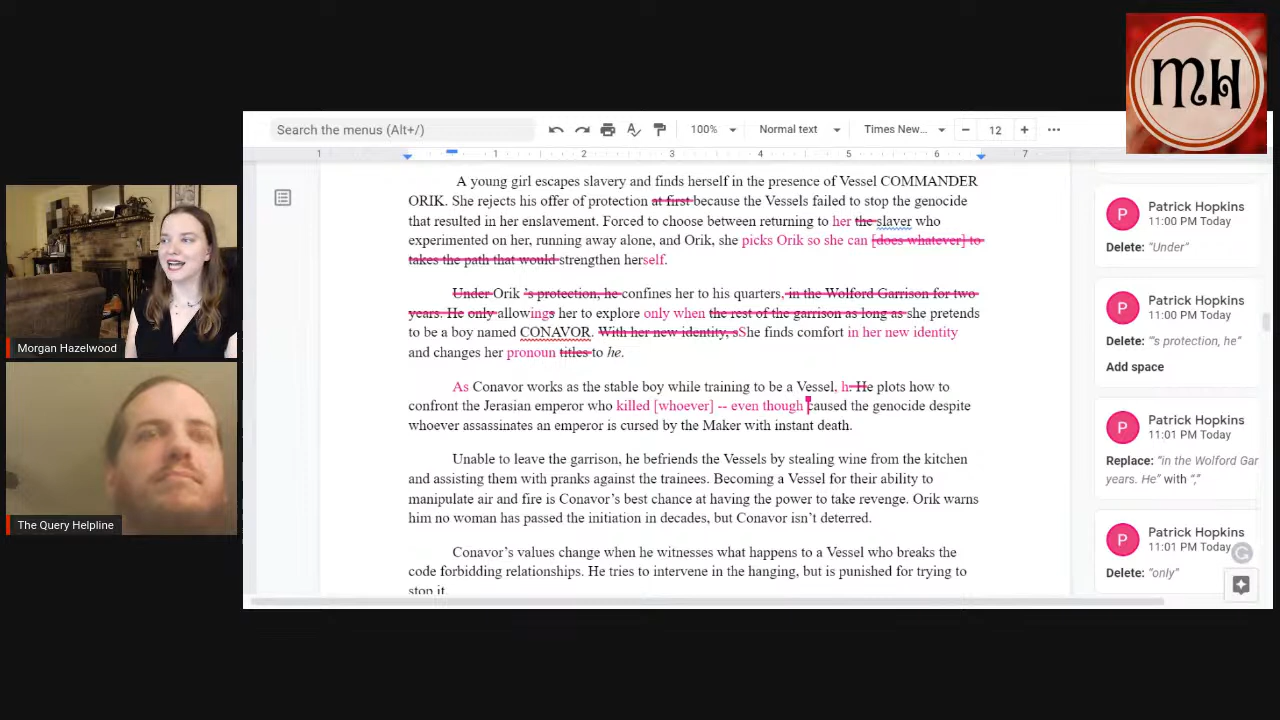 MH
Search the menus (Alt+/)
100%
Normal text
Times New...
12
1 1 2 3 4 5 6 7
A young girl escapes slavery and finds herself in the presence of Vessel COMMANDER
ORIK. She rejects his offer of protection at first because the Vessels failed to stop the genocide
that resulted in her enslavement. Forced to choose between returning to her the slaver who
experimented on her, running away alone, and Orik, she picks Orik so she can [does whatever] to
takes the path that would strengthen herself.
Under Orik 's protection, he confines her to his quarters, in the Wolford Garrison for two
years. He only allowings her to explore only when the rest of the garrison as long as she pretends
to be a boy named CONAVOR. With her new identity, sShe finds comfort in her new identity
and changes her pronoun titles to he.
As Conavor works as the stable boy while training to be a Vessel, h. He plots how to
confront the Jerasian emperor who killed [whoever] -- even though caused the genocide despite
whoever assassinates an emperor is cursed by the Maker with instant death.
Unable to leave the garrison, he befriends the Vessels by stealing wine from the kitchen
and assisting them with pranks against the trainees. Becoming a Vessel for their ability to
manipulate air and fire is Conavor's best chance at having the power to take revenge. Orik warns
him no woman has passed the initiation in decades, but Conavor isn't deterred.
Conavor's values change when he witnesses what happens to a Vessel who breaks the
code forbidding relationships. He tries to intervene in the hanging, but is punished for trying to
stop it
P
Patrick Hopkins
11:00 PM Today
Delete: "Under"
P
Patrick Hopkins
11:00 PM Today
Delete: "'s protection, he"
Add space
P
Patrick Hopkins
11:01 PM Today
Replace: "in the Wolford Gar
years. He" with ","
P
Patrick Hopkins
11:01 PM Today
Delete: "only"
Morgan Hazelwood
The Query Helpline